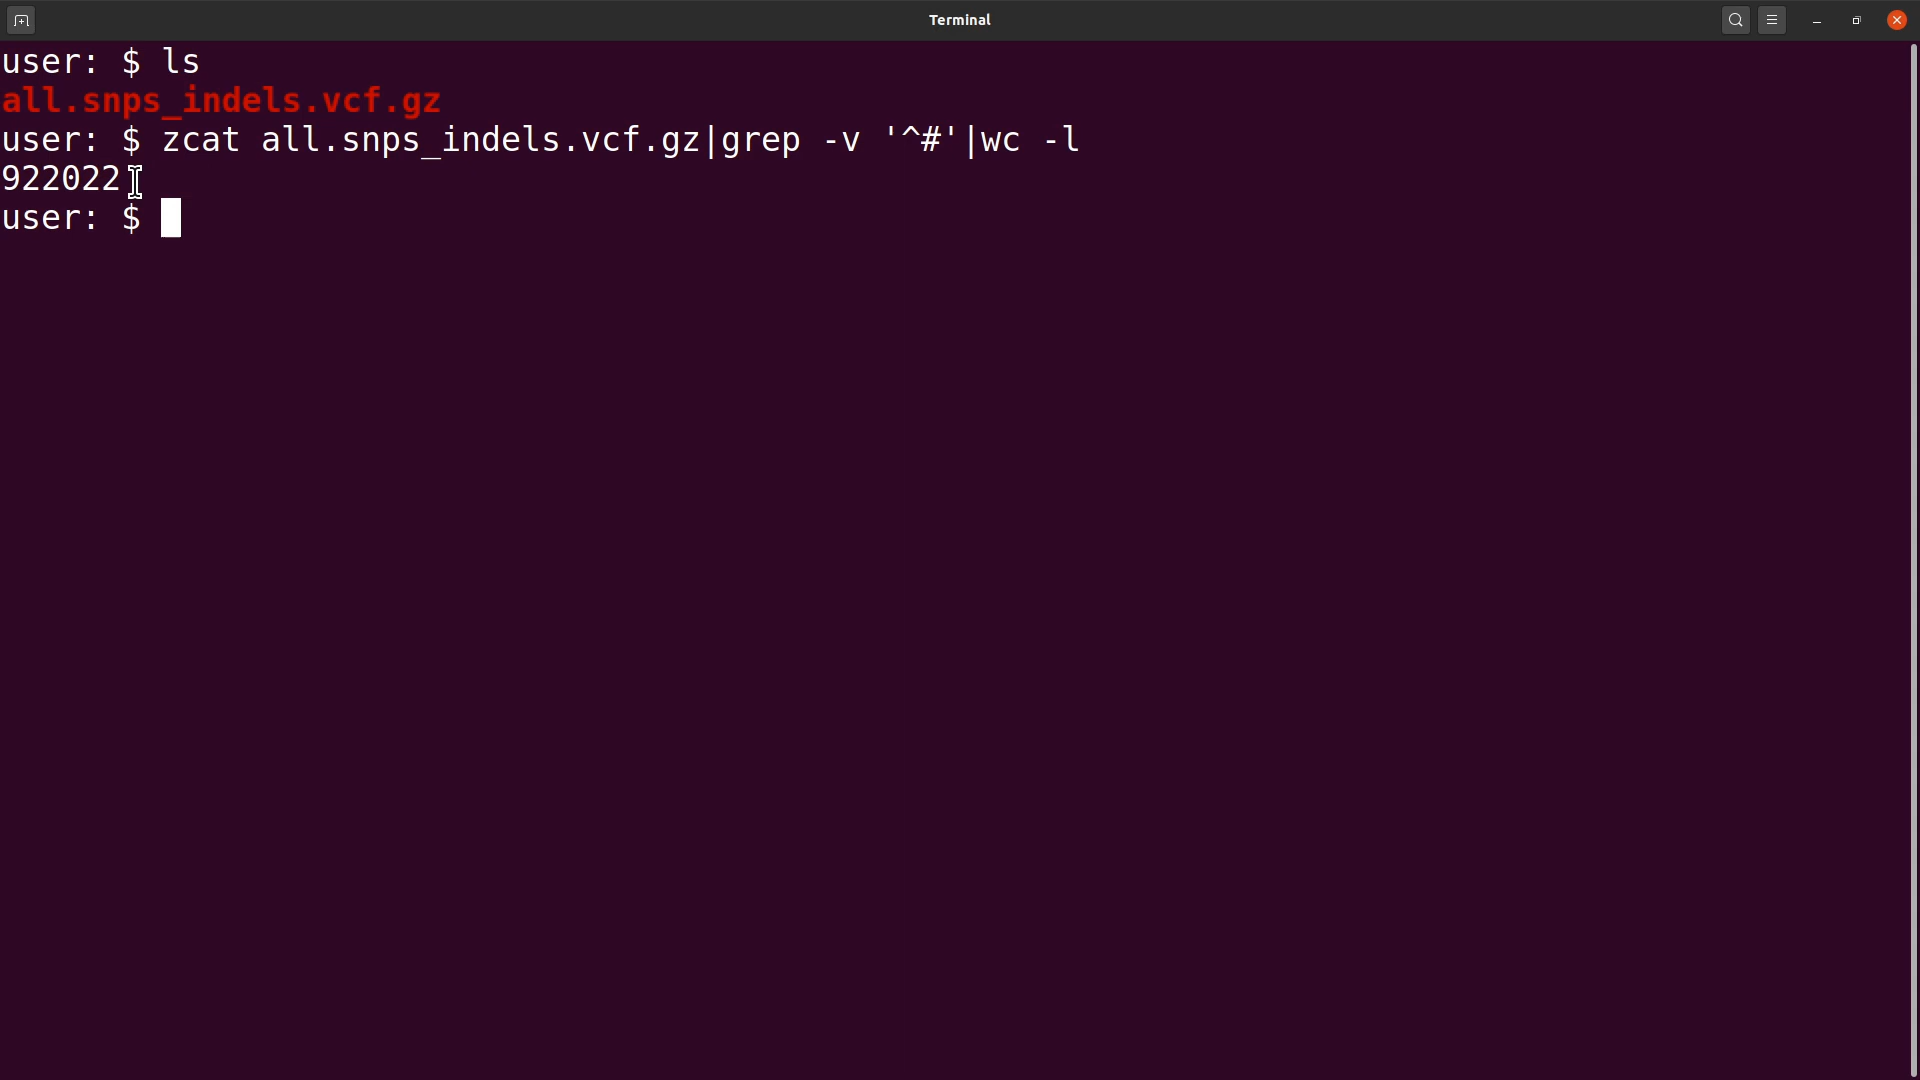 Terminal
user: $ ls
all.snps_indels.vcf.gz
user: $ zcat all.snps_indels.vcf.gz|grep -v '^#'|wc -l
922022
user: $